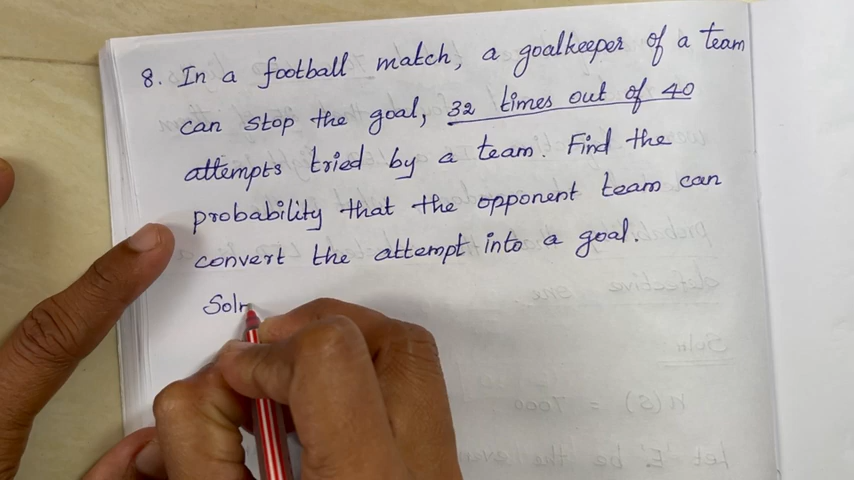 8. In a football match, a goalkeeper of a team
can stop the goal, 32 times out of 40
attempts tried by a team. Find the
probability that the opponent team can
convert the attempt into a goal.
Soln